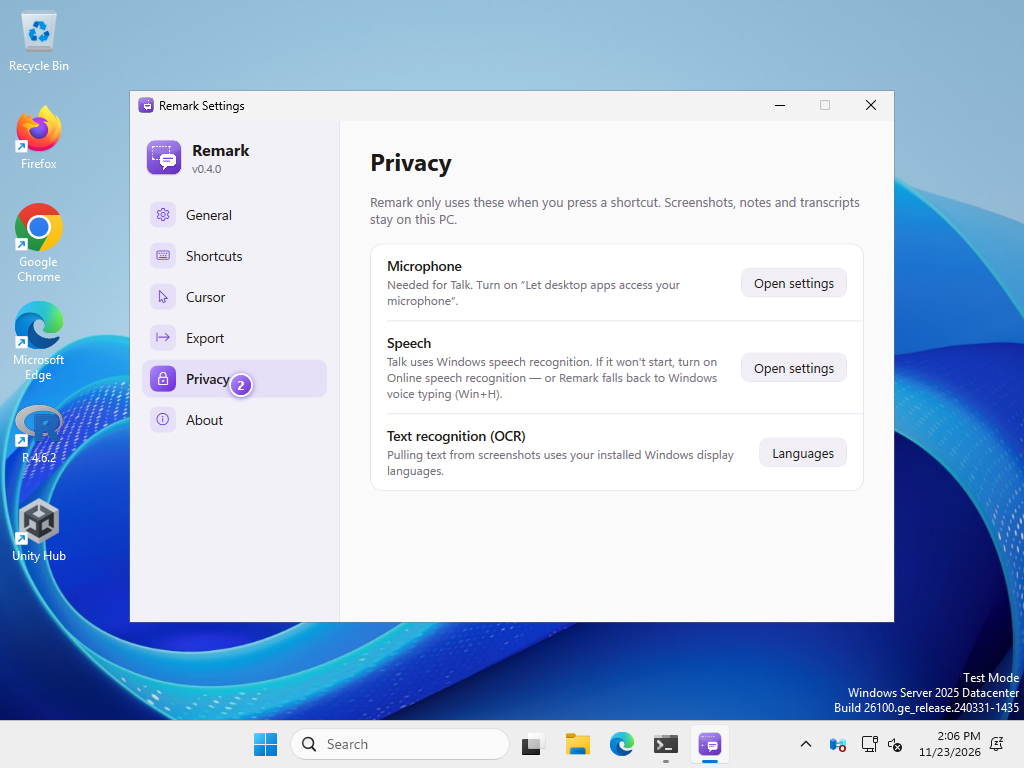 Recycle Bin
Firefox
Google
Chrome
Microsoft
Edge
R 4.6.2
Unity Hub
Remark Settings
Remark
v0.4.0
General
Shortcuts
Cursor
Export
Privacy
2
About
Privacy
Remark only uses these when you press a shortcut. Screenshots, notes and transcripts
stay on this PC.
Microphone
Needed for Talk. Turn on “Let desktop apps access your
microphone”.
Open settings
Speech
Talk uses Windows speech recognition. If it won't start, turn on
Online speech recognition — or Remark falls back to Windows
voice typing (Win+H).
Open settings
Text recognition (OCR)
Pulling text from screenshots uses your installed Windows display
languages.
Languages
Test Mode
Windows Server 2025 Datacenter
Build 26100.ge_release.240331-1435
Search
2:06 PM
11/23/2026